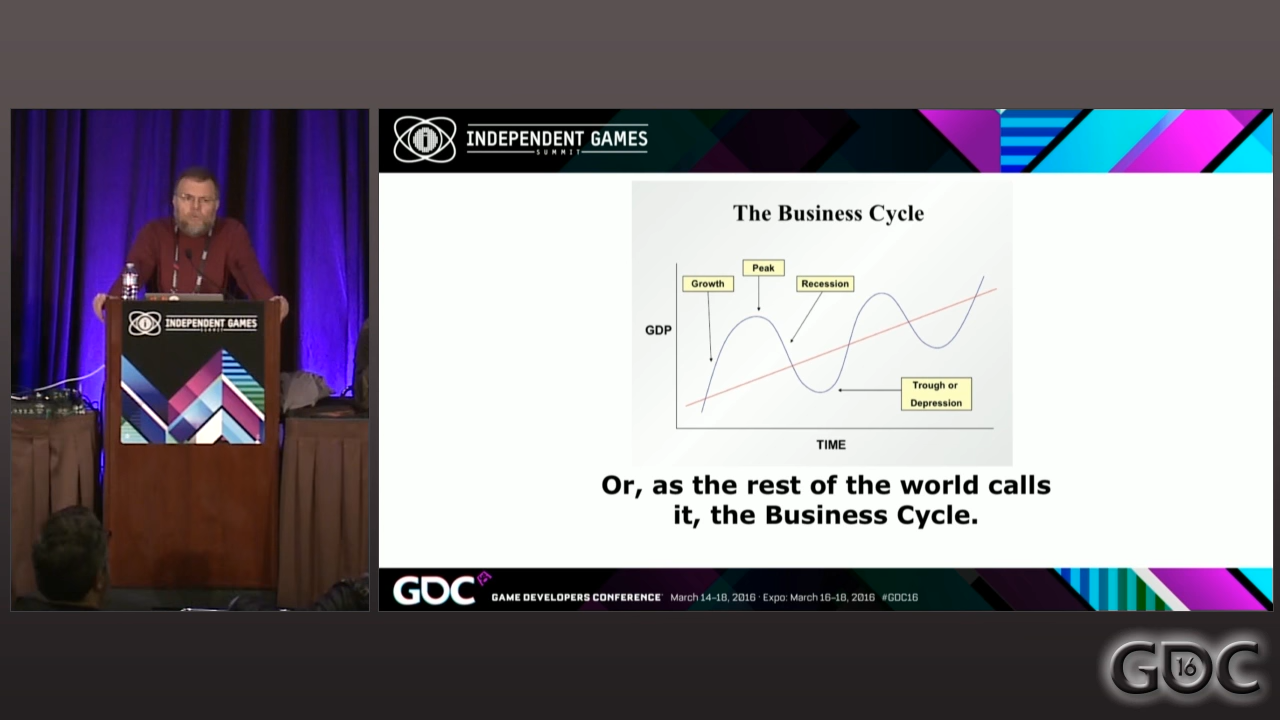 INDEPENDENT GAMES
SUMMIT
INDEPENDENT GAMES
SUMMIT
The Business Cycle
Peak
Growth
Recession
GDP
Trough or
Depression
TIME
Or, as the rest of the world calls
it, the Business Cycle.
GDC
GAME DEVELOPERS CONFERENCE March 14-18, 2016 · Expo: March 16-18, 2016 #GDC16
GDC
16